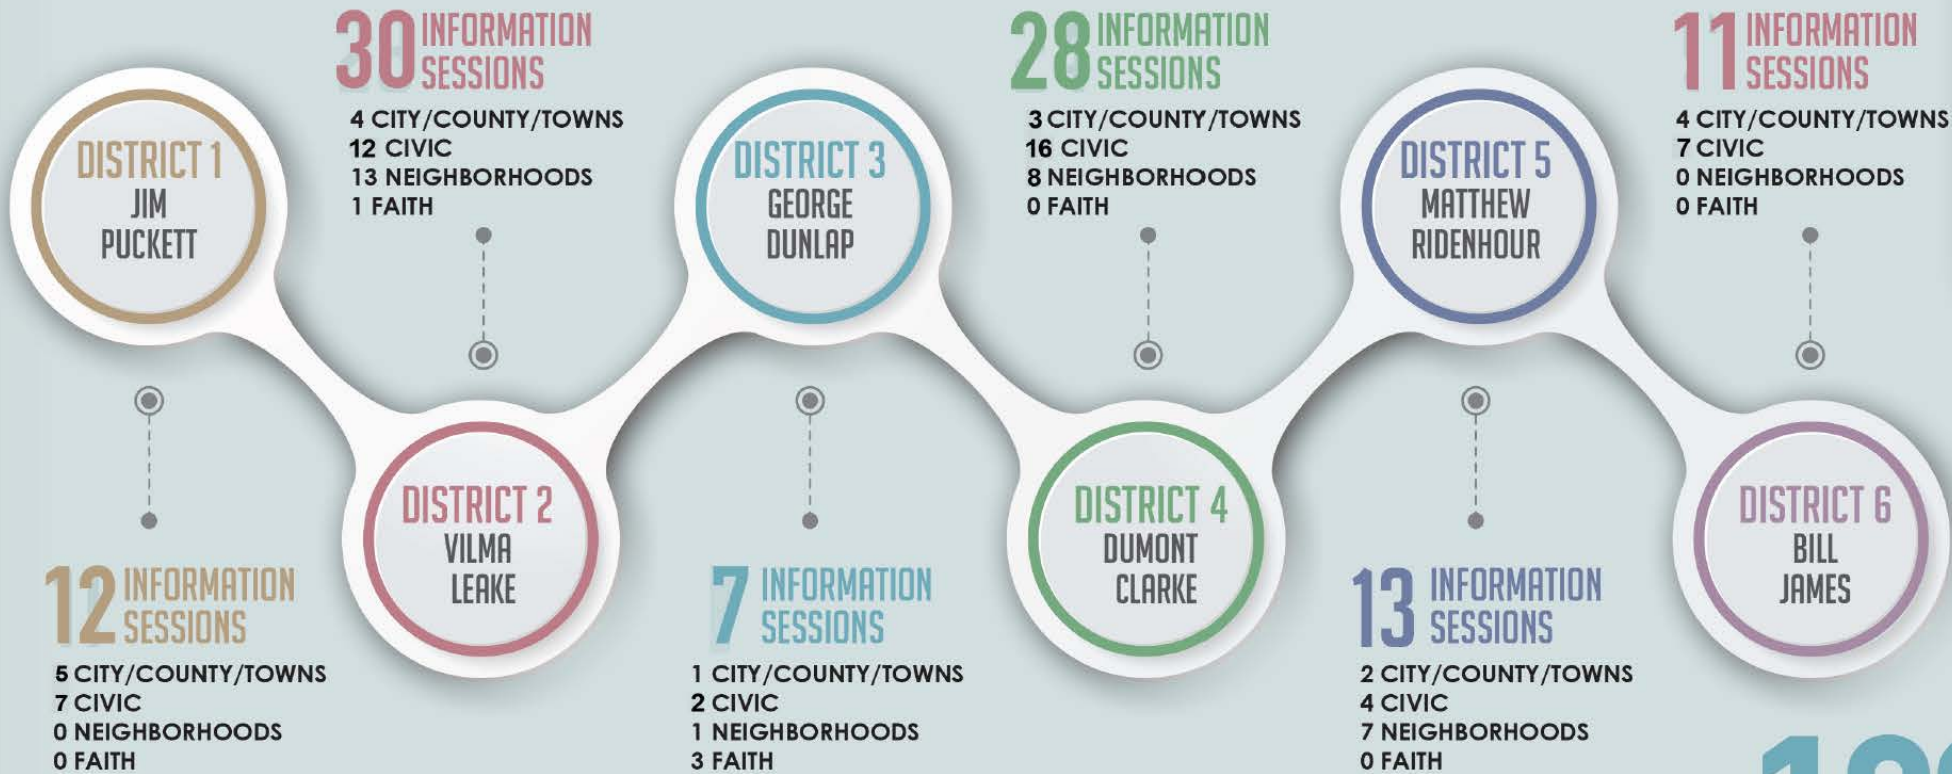 DISTRICT 1
JIM
PUCKETT
12 INFORMATION
SESSIONS
5 CITY/COUNTY/TOWNS
7 CIVIC
0 NEIGHBORHOODS
0 FAITH
30 INFORMATION
SESSIONS
4 CITY/COUNTY/TOWNS
12 CIVIC
13 NEIGHBORHOODS
1 FAITH
DISTRICT 2
VILMA
LEAKE
DISTRICT 3
GEORGE
DUNLAP
7 INFORMATION
SESSIONS
1 CITY/COUNTY/TOWNS
2 CIVIC
1 NEIGHBORHOODS
3 FAITH
28 INFORMATION
SESSIONS
3 CITY/COUNTY/TOWNS
16 CIVIC
8 NEIGHBORHOODS
0 FAITH
DISTRICT 4
DUMONT
CLARKE
DISTRICT 5
MATTHEW
RIDENHOUR
13 INFORMATION
SESSIONS
2 CITY/COUNTY/TOWNS
4 CIVIC
7 NEIGHBORHOODS
0 FAITH
11 INFORMATION
SESSIONS
4 CITY/COUNTY/TOWNS
7 CIVIC
0 NEIGHBORHOODS
0 FAITH
DISTRICT 6
BILL
JAMES